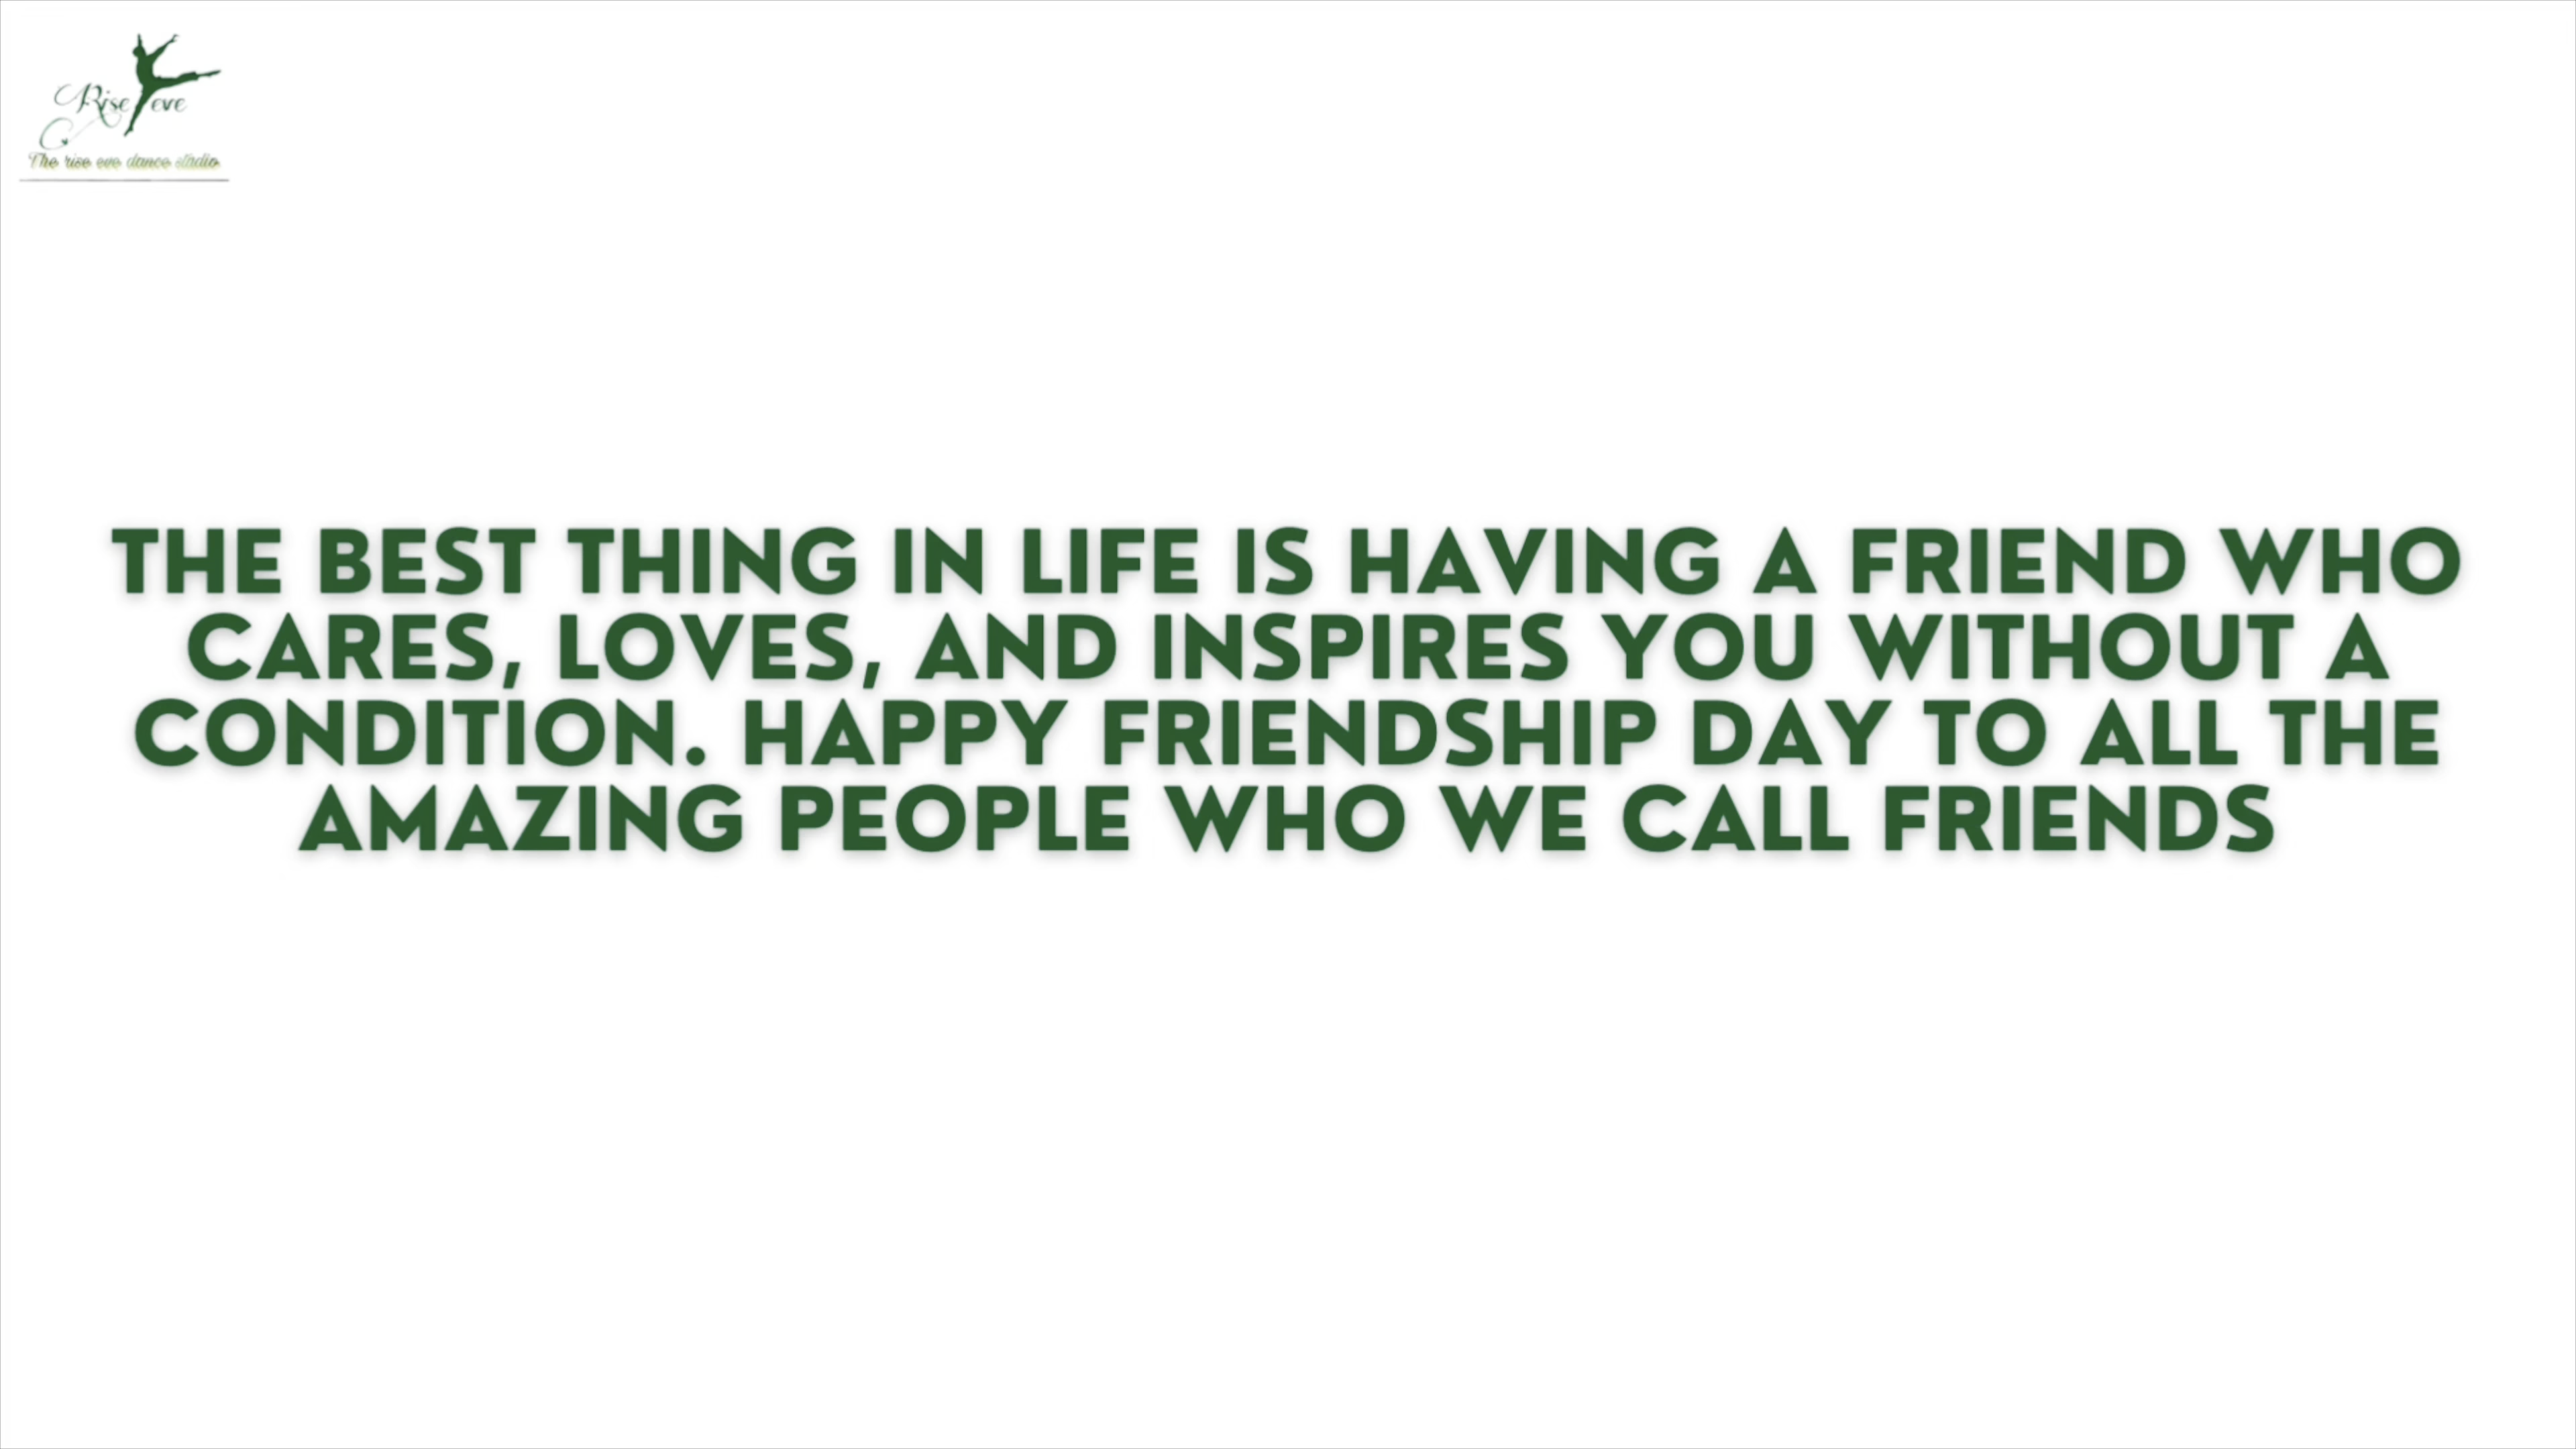 Rise eve
The rise eve dance studio
THE BEST THING IN LIFE IS HAVING A FRIEND WHO
CARES, LOVES, AND INSPIRES YOU WITHOUT A
CONDITION. HAPPY FRIENDSHIP DAY TO ALL THE
AMAZING PEOPLE WHO WE CALL FRIENDS